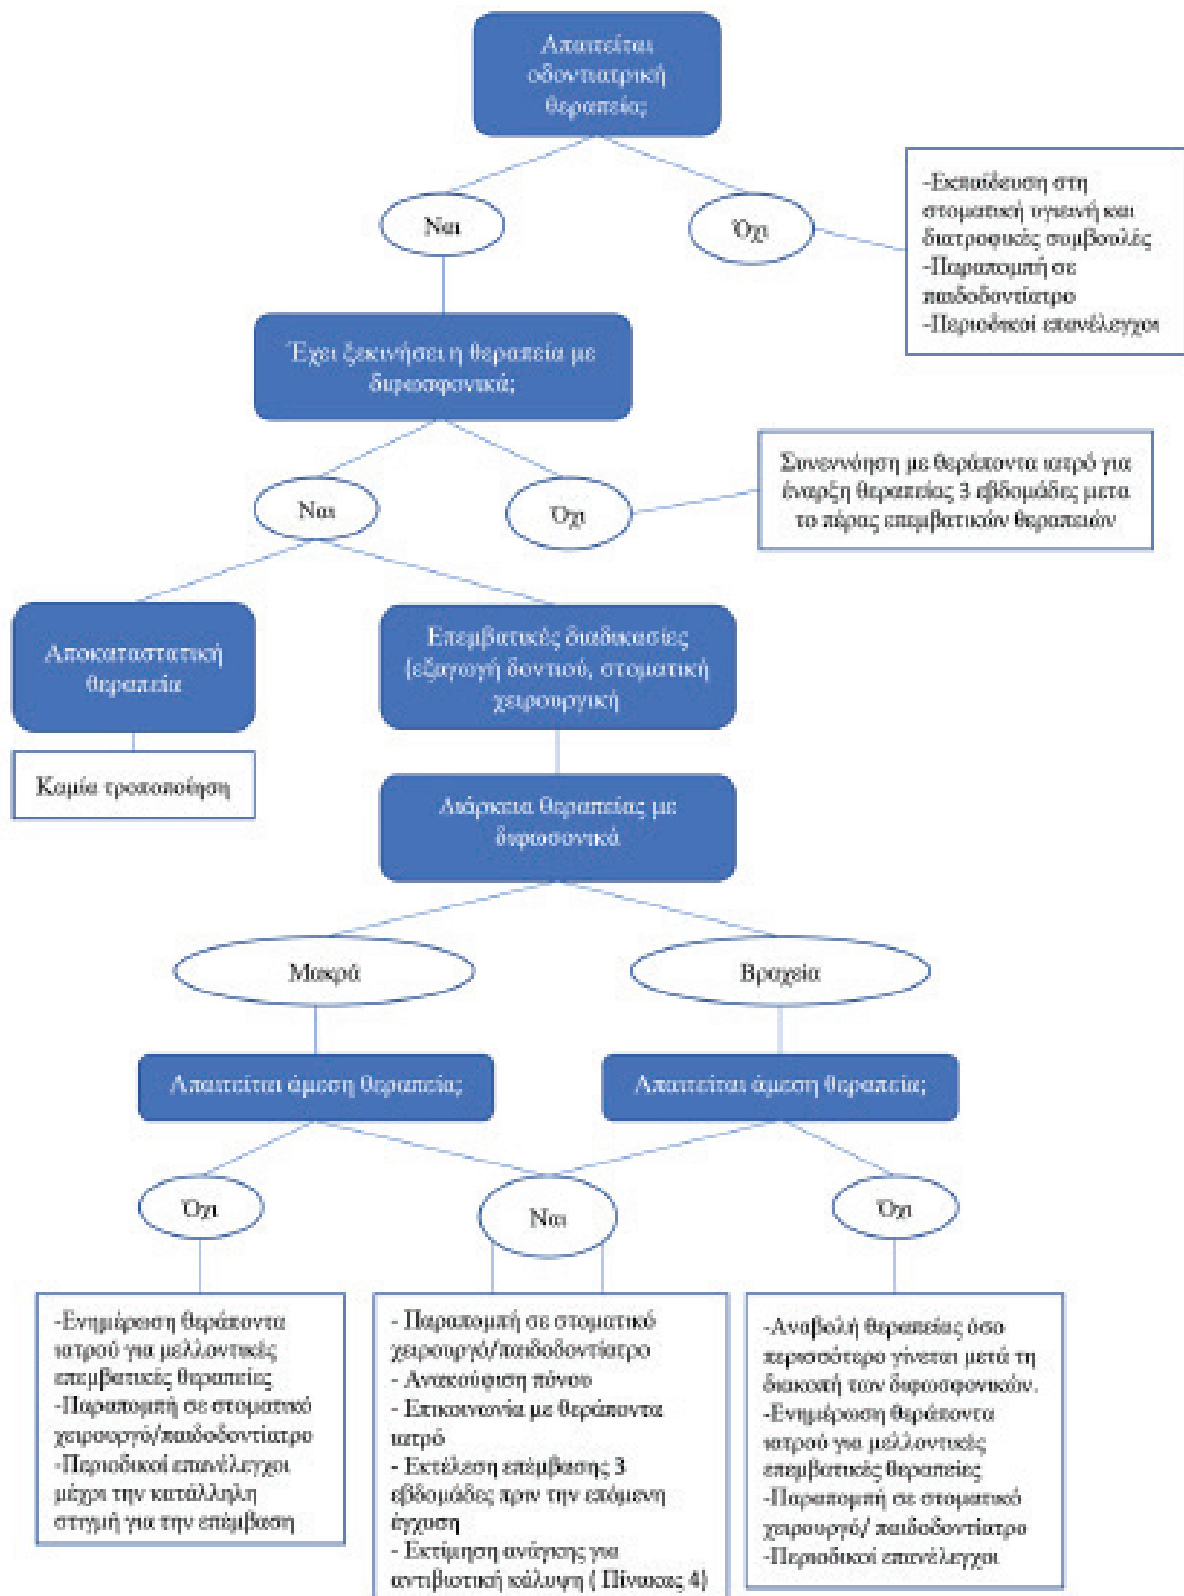 Απαιτείται
οδοντιατρική
θεραπεία;
Ναι
Όχι
-Εκπαίδευση στη
στοματική υγιεινή και
διατροφικές συμβουλές
-Παραπομπή σε
παιδοδοντίατρο
-Περιοδικοί επανέλεγχοι
Έχει ξεκινήσει η θεραπεία με
διφωσφονικά;
Ναι
Όχι
Συνεννόηση με θεράποντα ιατρό για
έναρξη θεραπείας 3 εβδομάδες μετα
το πέρας επεμβατικών θεραπειών
Αποκαταστατική
θεραπεία
Επεμβατικές διαδικασίες
(εξαγωγή δοντιού, στοματική
χειρουργική
Καμία τροποποίηση
Διάρκεια θεραπείας με
διφωσονικά
Μακρά
Βραχεία
Απαιτείται άμεση θεραπεία;
Απαιτείται άμεση θεραπεία;
Όχι
Ναι
Όχι
-Ενημέρωση θεράποντα
ιατρού για μελλοντικές
επεμβατικές θεραπείες
-Παραπομπή σε στοματικό
χειρουργό/παιδοδοντίατρο
-Περιοδικοί επανέλεγχοι
μέχρι την κατάλληλη
στιγμή για την επέμβαση
- Παραπομπή σε στοματικό
χειρουργό/παιδοδοντίατρο
- Ανακούφιση πόνου
- Επικοινωνία με θεράποντα
ιατρό
- Εκτέλεση επέμβασης 3
εβδομάδες πριν την επόμενη
έγχυση
- Εκτίμηση ανάγκης για
αντιβιοτική κάλυψη ( Πίνακας 4)
-Αναβολή θεραπείας όσο
περισσότερο γίνεται μετά τη
διακοπή των διφωσφονικών.
-Ενημέρωση θεράποντα
ιατρού για μελλοντικές
επεμβατικές θεραπείες
-Παραπομπή σε στοματικό
χειρουργό/ παιδοδοντίατρο
-Περιοδικοί επανέλεγχοι